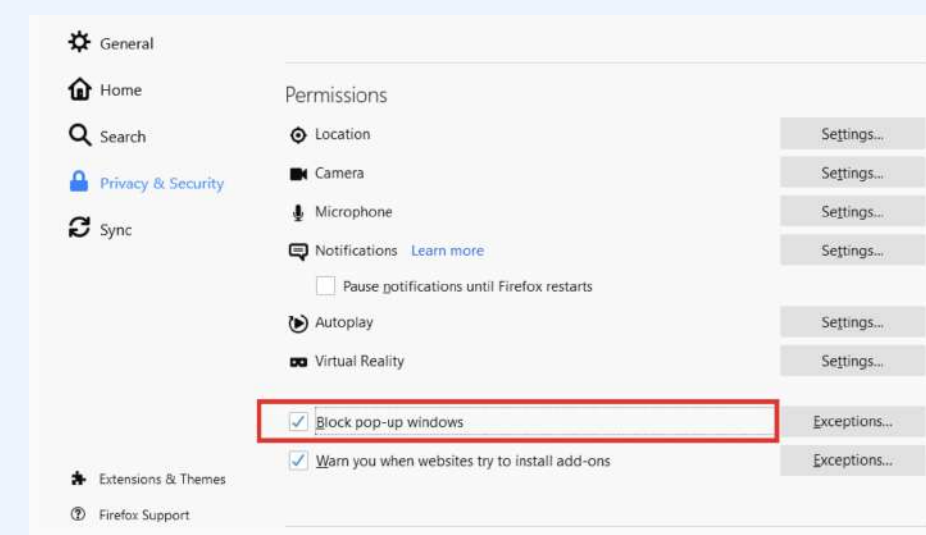 General
Home
Search
Privacy & Security
Sync
Extensions & Themes
Firefox Support
Permissions
Location Settings...
Camera Settings...
Microphone Settings...
Notifications Learn more Settings...
Pause notifications until Firefox restarts
Autoplay Settings...
Virtual Reality Settings...
Block pop-up windows Exceptions...
Warn you when websites try to install add-ons Exceptions...